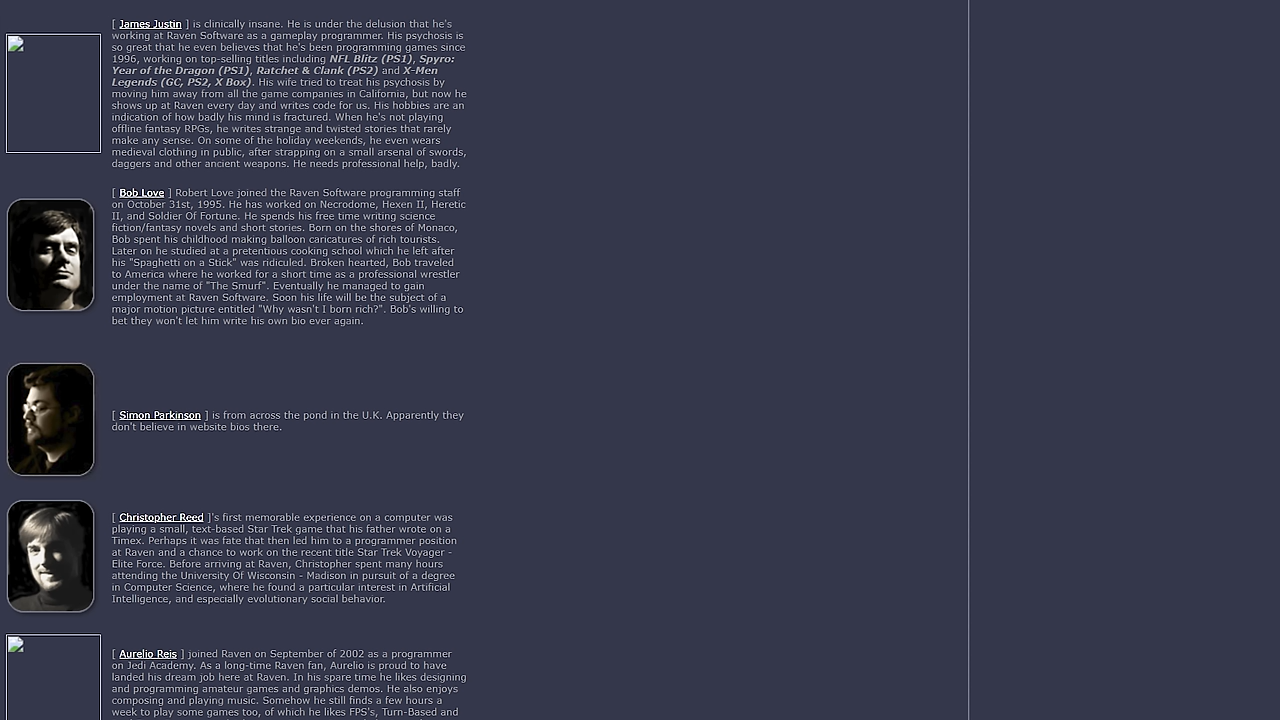 [ James Justin ] is clinically insane. He is under the delusion that he's
working at Raven Software as a gameplay programmer. His psychosis is
so great that he even believes that he's been programming games since
1996, working on top-selling titles including NFL Blitz (PS1), Spyro:
Year of the Dragon (PS1), Ratchet & Clank (PS2) and X-Men
Legends (GC, PS2, X Box). His wife tried to treat his psychosis by
moving him away from all the game companies in California, but now he
shows up at Raven every day and writes code for us. His hobbies are an
indication of how badly his mind is fractured. When he's not playing
offline fantasy RPGs, he writes strange and twisted stories that rarely
make any sense. On some of the holiday weekends, he even wears
medieval clothing in public, after strapping on a small arsenal of swords,
daggers and other ancient weapons. He needs professional help, badly.
[ Bob Love ] Robert Love joined the Raven Software programming staff
on October 31st, 1995. He has worked on Necrodome, Hexen II, Heretic
II, and Soldier Of Fortune. He spends his free time writing science
fiction/fantasy novels and short stories. Born on the shores of Monaco,
Bob spent his childhood making balloon caricatures of rich tourists.
Later on he studied at a pretentious cooking school which he left after
his "Spaghetti on a Stick" was ridiculed. Broken hearted, Bob traveled
to America where he worked for a short time as a professional wrestler
under the name of "The Smurf". Eventually he managed to gain
employment at Raven Software. Soon his life will be the subject of a
major motion picture entitled "Why wasn't I born rich?". Bob's willing to
bet they won't let him write his own bio ever again.
[ Simon Parkinson ] is from across the pond in the U.K. Apparently they
don't believe in website bios there.
[ Christopher Reed ]'s first memorable experience on a computer was
playing a small, text-based Star Trek game that his father wrote on a
Timex. Perhaps it was fate that then led him to a programmer position
at Raven and a chance to work on the recent title Star Trek Voyager -
Elite Force. Before arriving at Raven, Christopher spent many hours
attending the University Of Wisconsin - Madison in pursuit of a degree
in Computer Science, where he found a particular interest in Artificial
Intelligence, and especially evolutionary social behavior.
[ Aurelio Reis ] joined Raven on September of 2002 as a programmer
on Jedi Academy. As a long-time Raven fan, Aurelio is proud to have
landed his dream job here at Raven. In his spare time he likes designing
and programming amateur games and graphics demos. He also enjoys
composing and playing music. Somehow he still finds a few hours a
week to play some games too, of which he likes FPS's, Turn-Based and